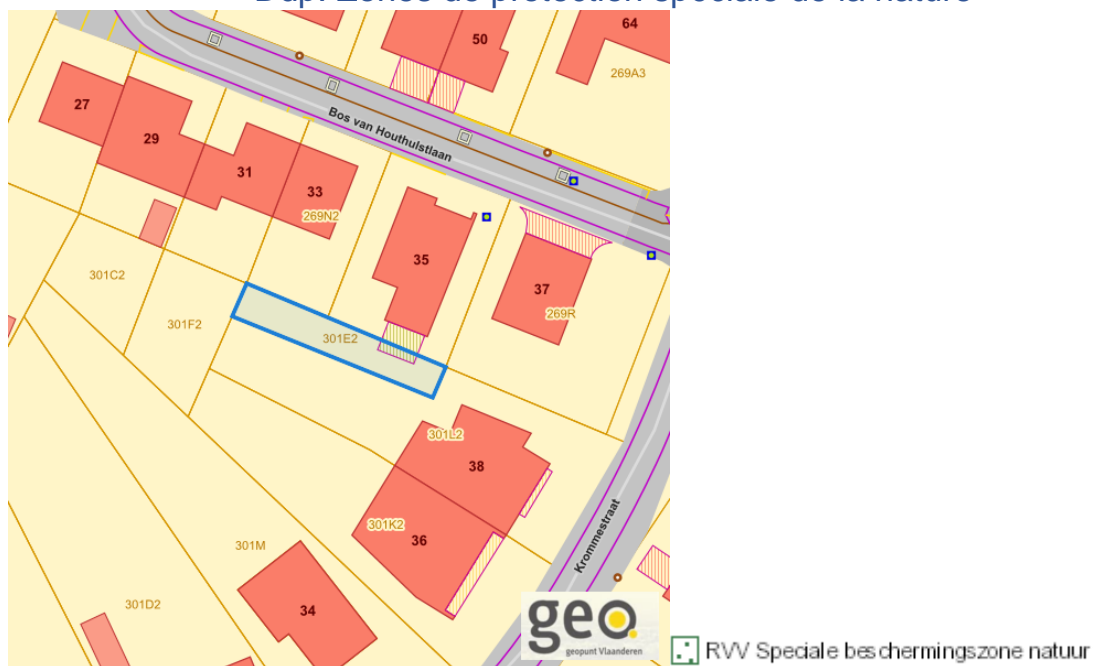 50
64
269A3
27
29
Bos van Houthulstlaan
31
33
269N2
35
37
269R
301C2
301F2
301E2
301L2
38
301K2
36
Krommestraat
301M
34
301D2
geo.
geopunt Vlaanderen
RVV Speciale beschermingszone natuur